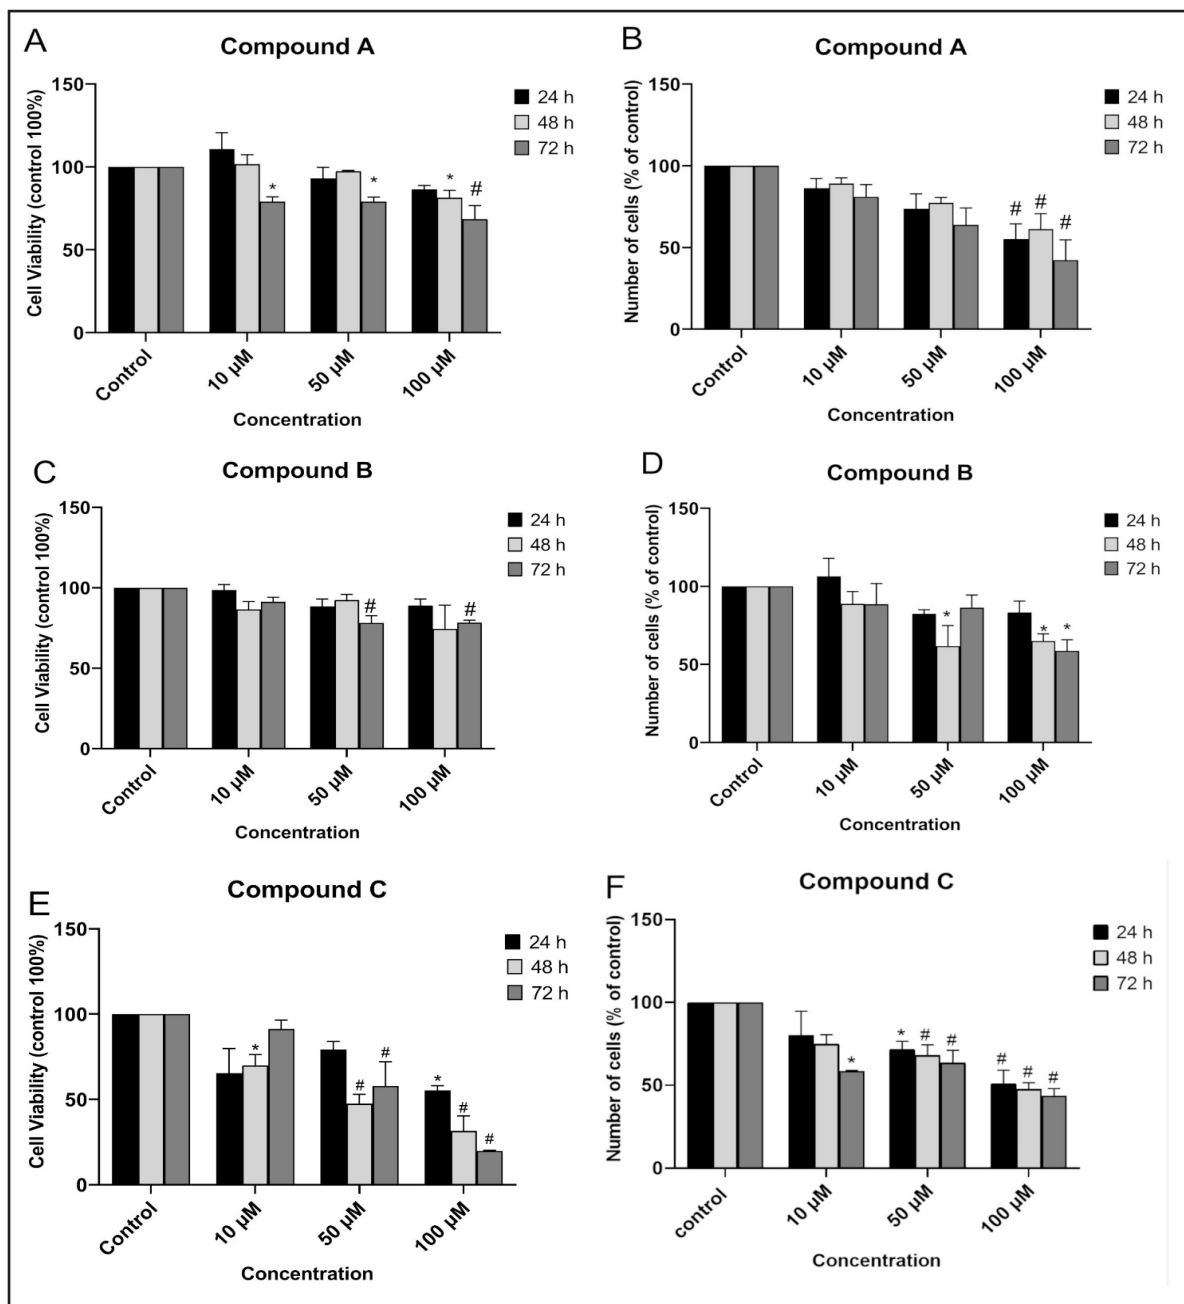 A
Compound A
Cell Viability (control 100%)
150
100
50
0
* * * #
24 h
48 h
72 h
Control
10 µM
50 µM
100 µM
Concentration
B
Compound A
Number of cells (% of control)
150
100
50
0
# # #
24 h
48 h
72 h
Control
10 µM
50 µM
100 µM
Concentration
C
Compound B
Cell Viability (control 100%)
150
100
50
0
# #
24 h
48 h
72 h
Control
10 µM
50 µM
100 µM
Concentration
D
Compound B
Number of cells (% of control)
150
100
50
0
* * *
24 h
48 h
72 h
Control
10 µM
50 µM
100 µM
Concentration
E
Compound C
Cell Viability (control 100%)
150
100
50
0
* # # * # #
24 h
48 h
72 h
Control
10 µM
50 µM
100 µM
Concentration
F
Compound C
Number of cells (% of control)
150
100
50
0
* * # # # # #
24 h
48 h
72 h
control
10 µM
50 µM
100 µM
Concentration